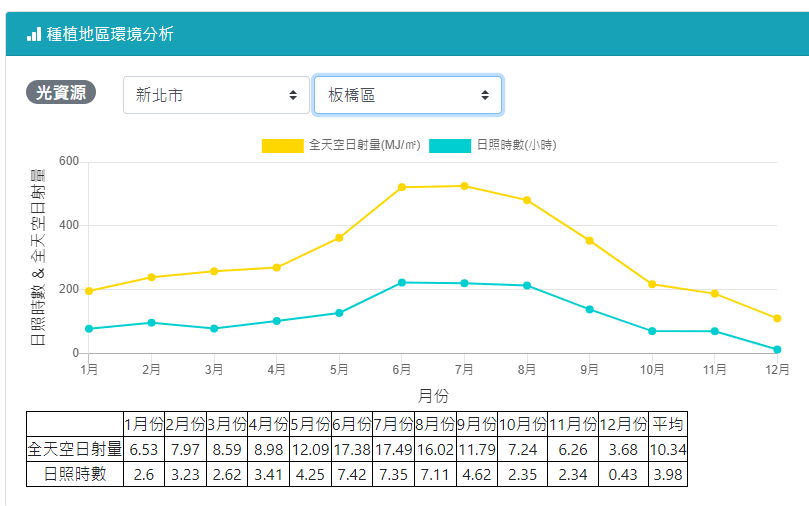 種植地區環境分析
光資源 新北市 板橋區
全天空日射量(MJ/㎡) 日照時數(小時)
日照時數 & 全天空日射量
600
400
200
0
1月 2月 3月 4月 5月 6月 7月 8月 9月 10月 11月 12月
月份
1月份 2月份 3月份 4月份 5月份 6月份 7月份 8月份 9月份 10月份 11月份 12月份 平均
全天空日射量 6.53 7.97 8.59 8.98 12.09 17.38 17.49 16.02 11.79 7.24 6.26 3.68 10.34
日照時數 2.6 3.23 2.62 3.41 4.25 7.42 7.35 7.11 4.62 2.35 2.34 0.43 3.98